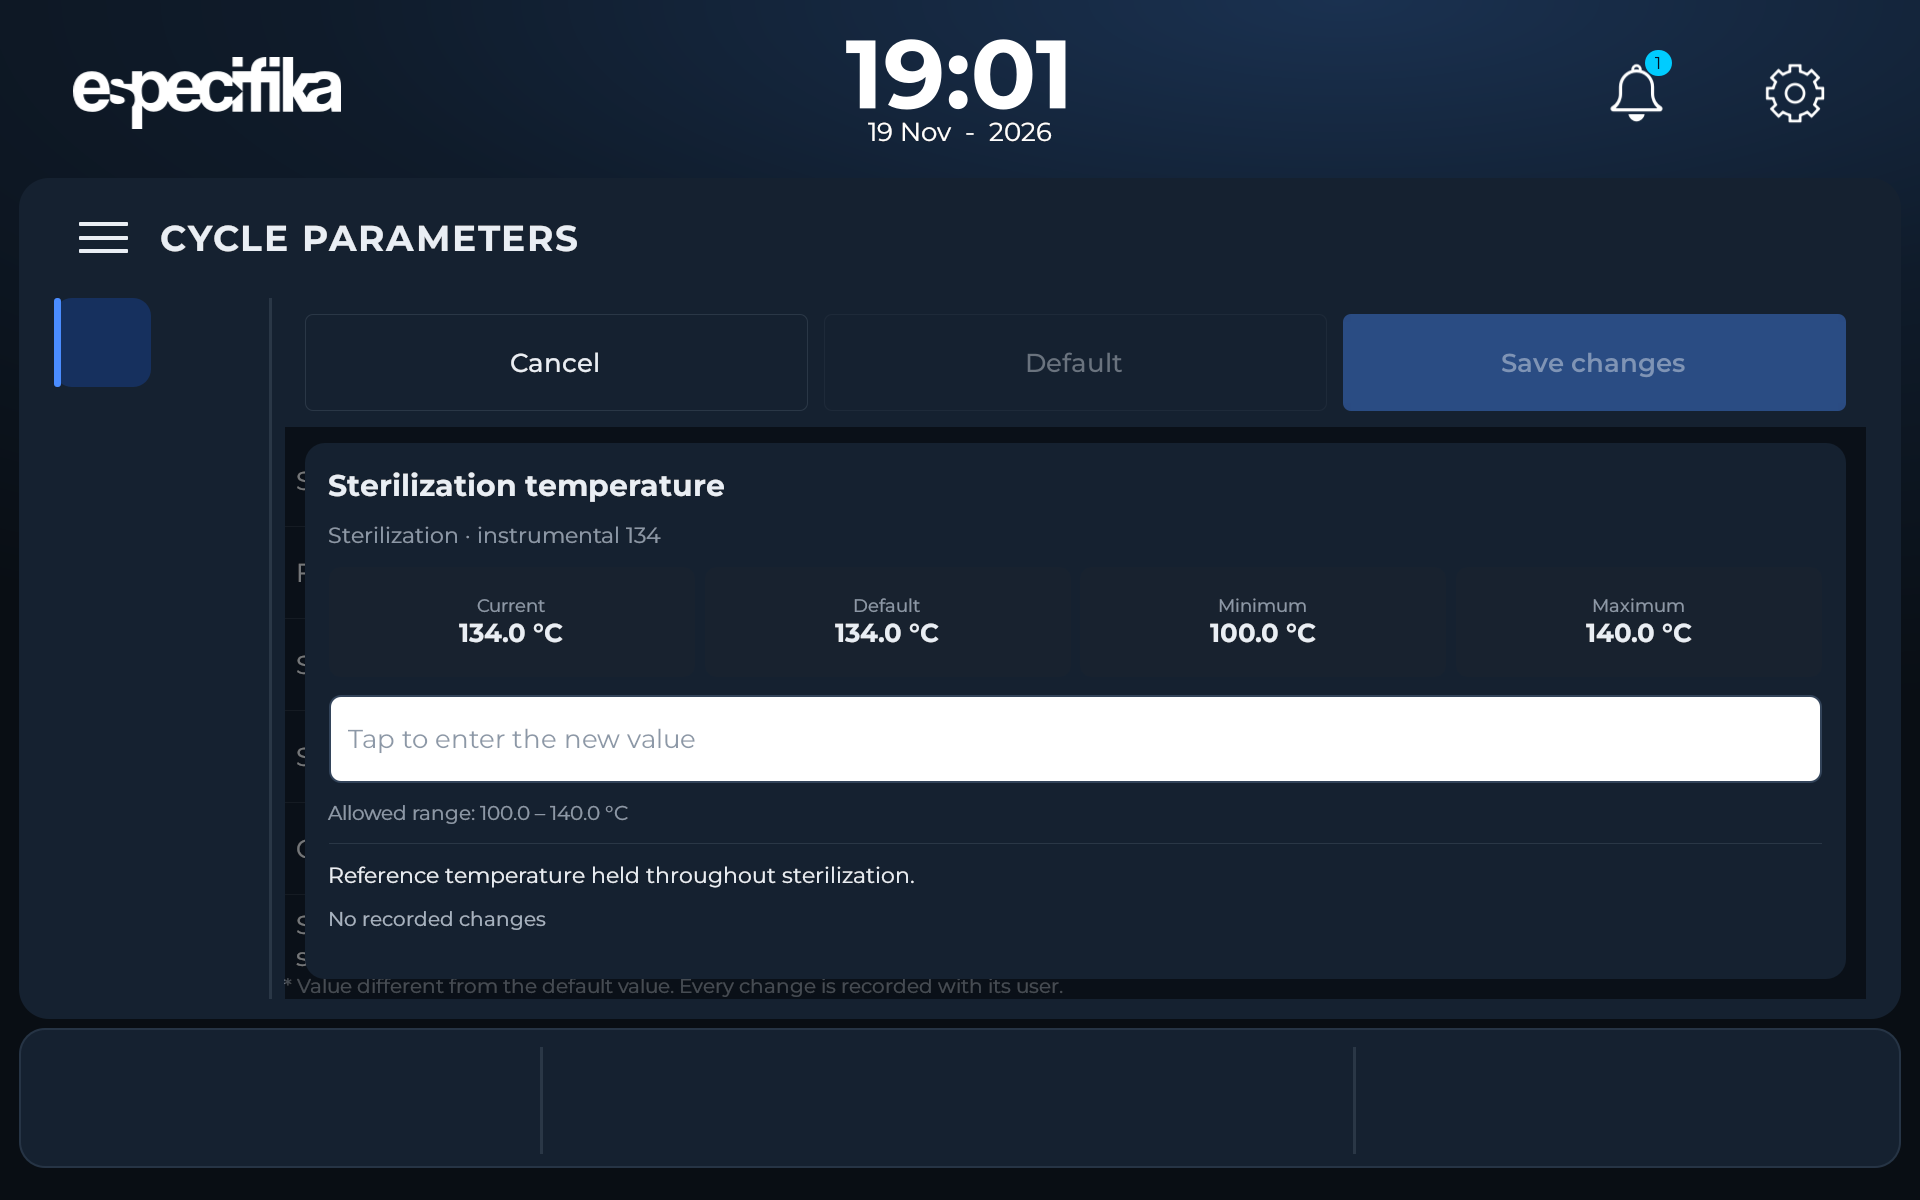 especifika
19:01
19 Nov - 2026
1
CYCLE PARAMETERS
Cancel
Default
Save changes
Sterilization temperature
Sterilization · instrumental 134
Current
134.0 °C
Default
134.0 °C
Minimum
100.0 °C
Maximum
140.0 °C
Tap to enter the new value
Allowed range: 100.0 – 140.0 °C
Reference temperature held throughout sterilization.
No recorded changes
* Value different from the default value. Every change is recorded with its user.